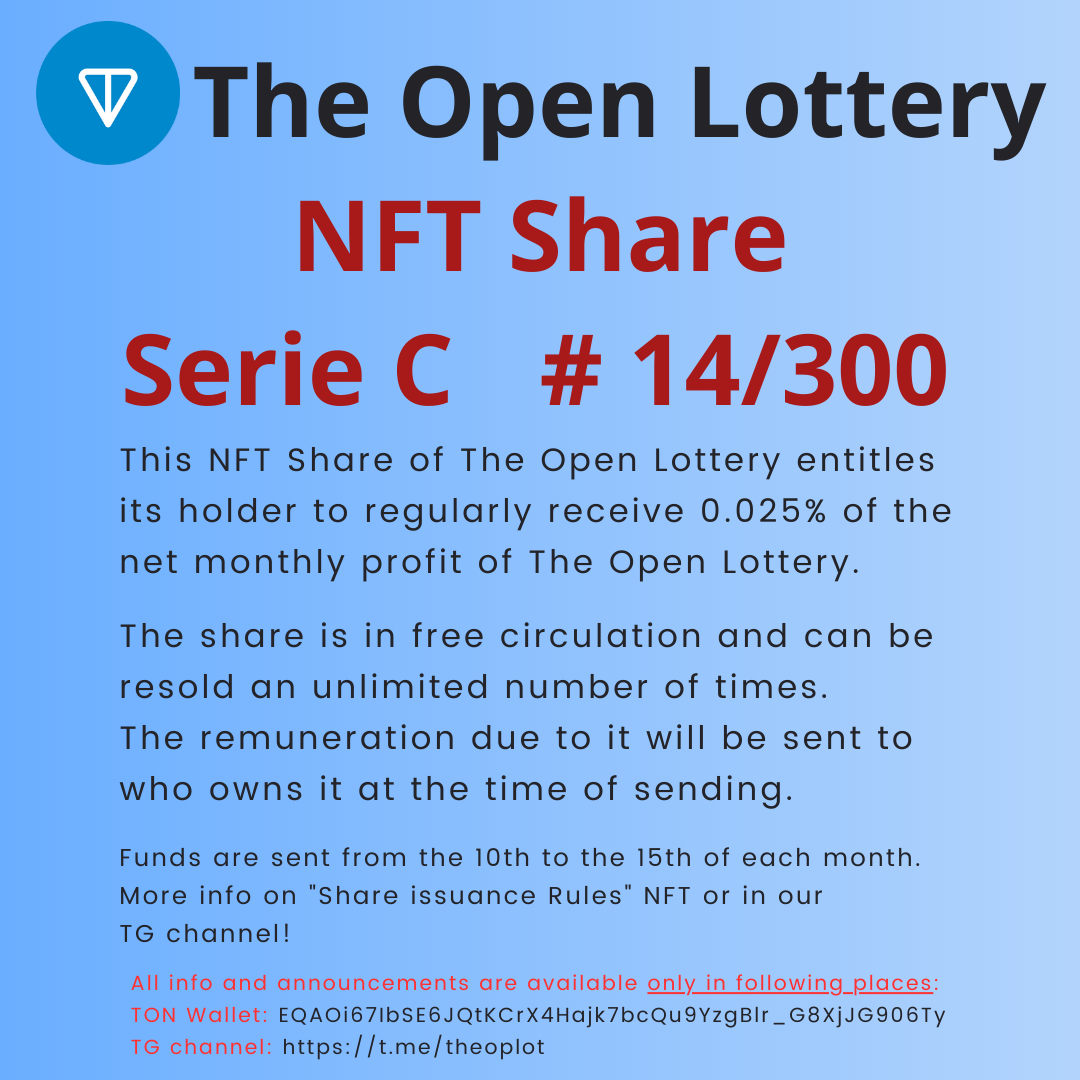 The Open Lottery
NFT Share
Serie C # 14/300
This NFT Share of The Open Lottery entitles
its holder to regularly receive 0.025% of the
net monthly profit of The Open Lottery.
The share is in free circulation and can be
resold an unlimited number of times.
The remuneration due to it will be sent to
who owns it at the time of sending.
Funds are sent from the 10th to the 15th of each month.
More info on "Share issuance Rules" NFT or in our
TG channel!
All info and announcements are available only in following places:
TON Wallet: EQAOi67IbSE6JQtKCrX4Hajk7bcQu9YzgBlr_G8XjJG906Ty
TG channel: https://t.me/theoplot